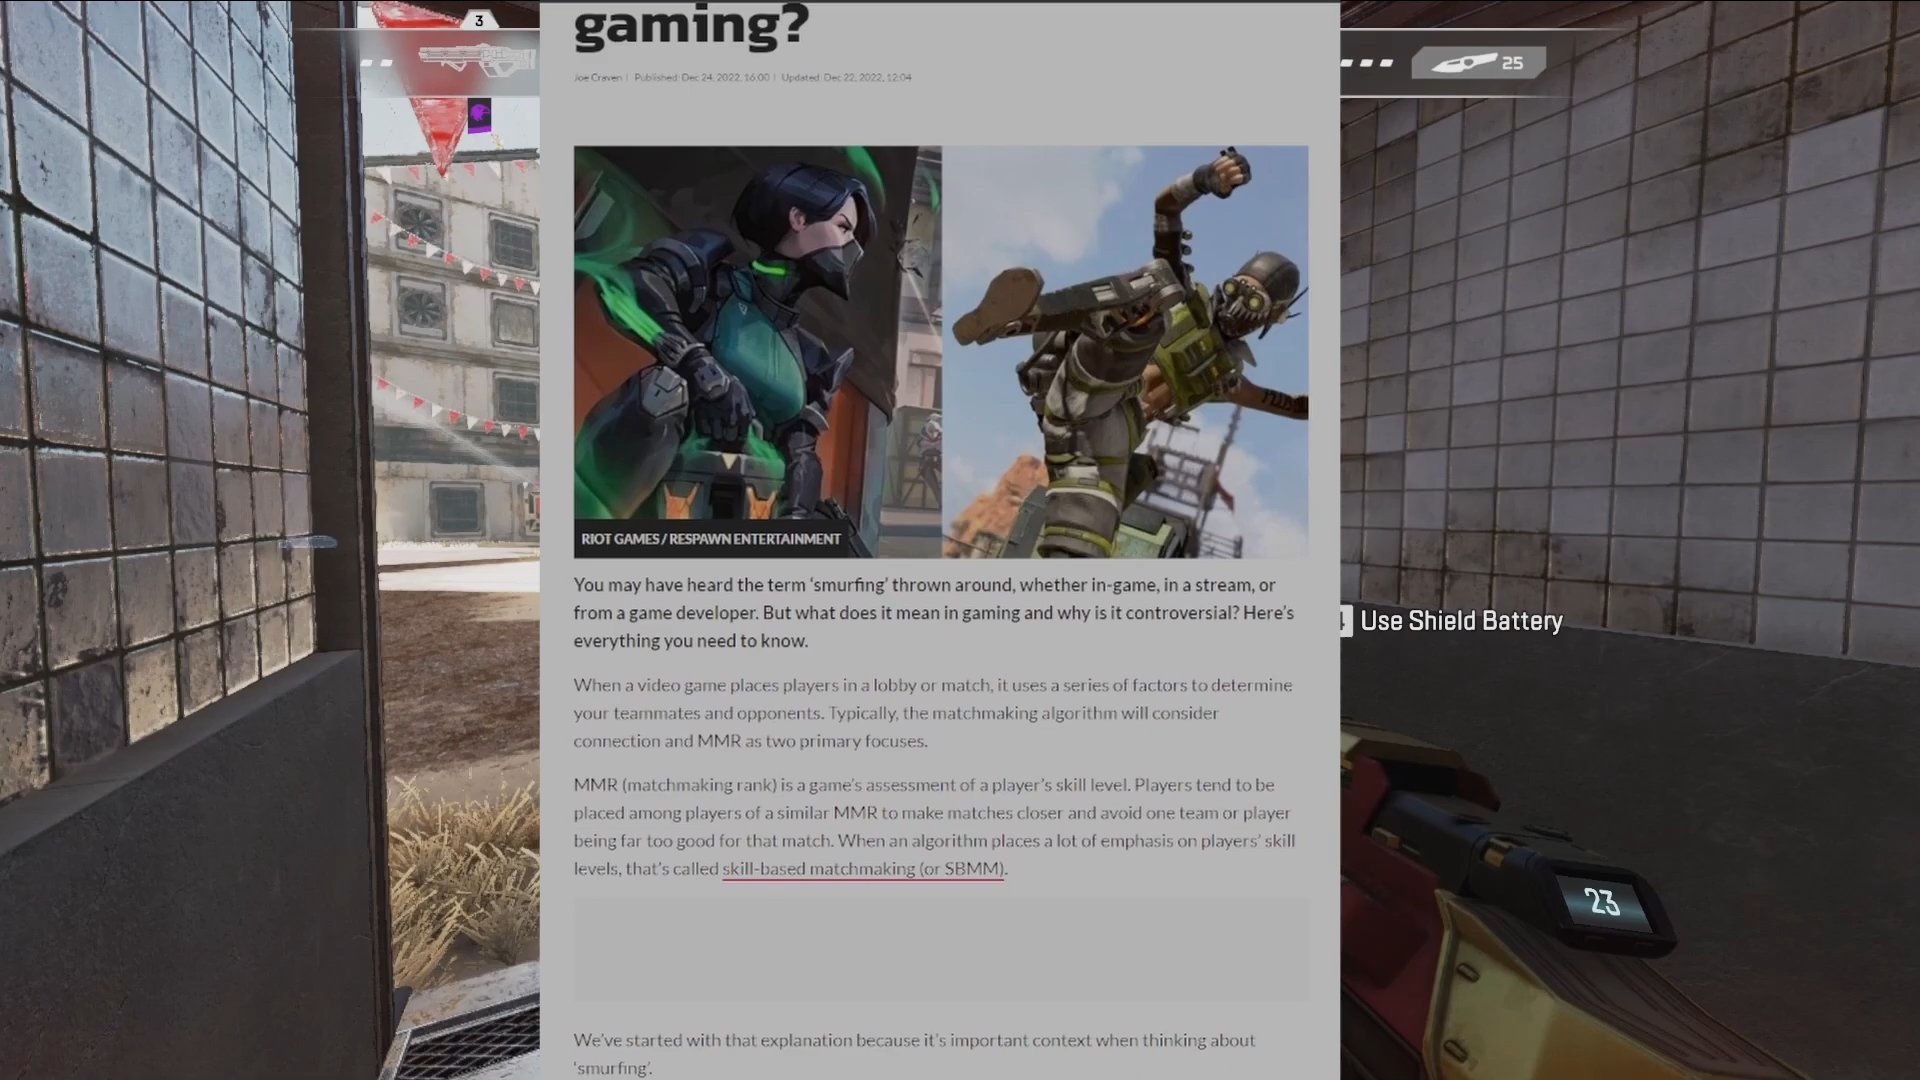 gaming?
3
Joe Craven | Published: Dec 24, 2022, 16:00 | Updated: Dec 22, 2022, 12:04
25
RIOT GAMES / RESPAWN ENTERTAINMENT
You may have heard the term ‘smurfing’ thrown around, whether in-game, in a stream, or
from a game developer. But what does it mean in gaming and why is it controversial? Here’s
everything you need to know.
Use Shield Battery
When a video game places players in a lobby or match, it uses a series of factors to determine
your teammates and opponents. Typically, the matchmaking algorithm will consider
connection and MMR as two primary focuses.
MMR (matchmaking rank) is a game’s assessment of a player’s skill level. Players tend to be
placed among players of a similar MMR to make matches closer and avoid one team or player
being far too good for that match. When an algorithm places a lot of emphasis on players’ skill
levels, that’s called skill-based matchmaking (or SBMM).
23
We’ve started with that explanation because it’s important context when thinking about
‘smurfing’.